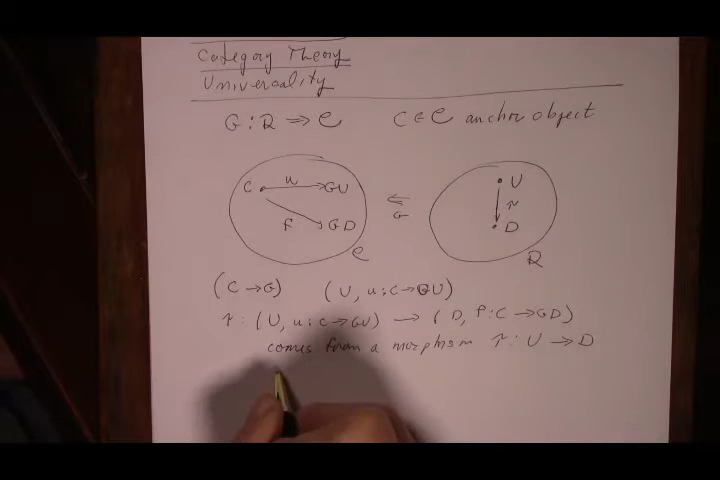 Category Theory
Universality
G : D ⇒ C C ∈ C anchor object
C u GU
f GD
C
⇐ G
U
r
D
D
(C → G) (U, u : C → GU)
r : (U, u : C → GU) → (D, f : C → GD)
comes from a morphism r : U → D